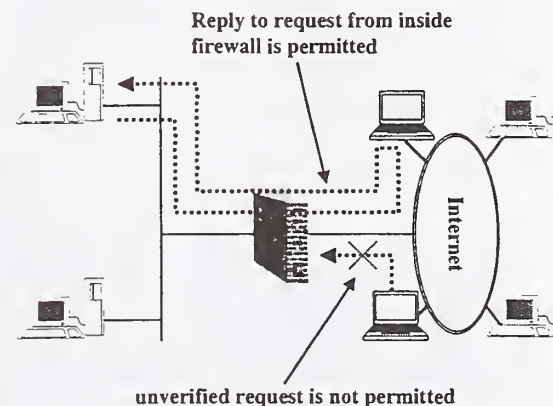 Reply to request from inside
firewall is permitted
Internet
unverified request is not permitted